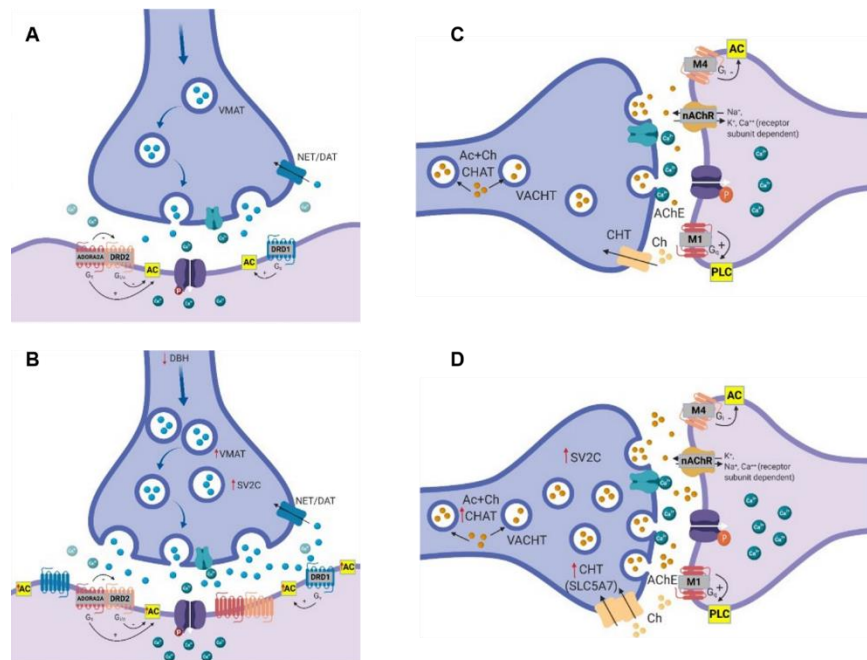 A
VMAT
NET/DAT
ADORA2A
DRD2
AC
AC
DRD1
P
B
↓ DBH
↑VMAT
↑SV2C
NET/DAT
↑AC
ADORA2A
DRD2
↑AC
↑AC
DRD1
↑AC
P
C
M4
AC
Gi -
nAChR
Na⁺,
K⁺, Ca⁺⁺ (receptor
subunit dependent)
Ac+Ch
CHAT
VACHT
AChE
CHT
Ch
P
M1
Gq +
PLC
D
M4
AC
Gi -
↑SV2C
nAChR
K⁺,
Na⁺, Ca⁺⁺ (receptor
subunit dependent)
Ac+Ch
↑CHAT
VACHT
↑CHT
(SLC5A7)
AChE
Ch
P
M1
Gq +
PLC